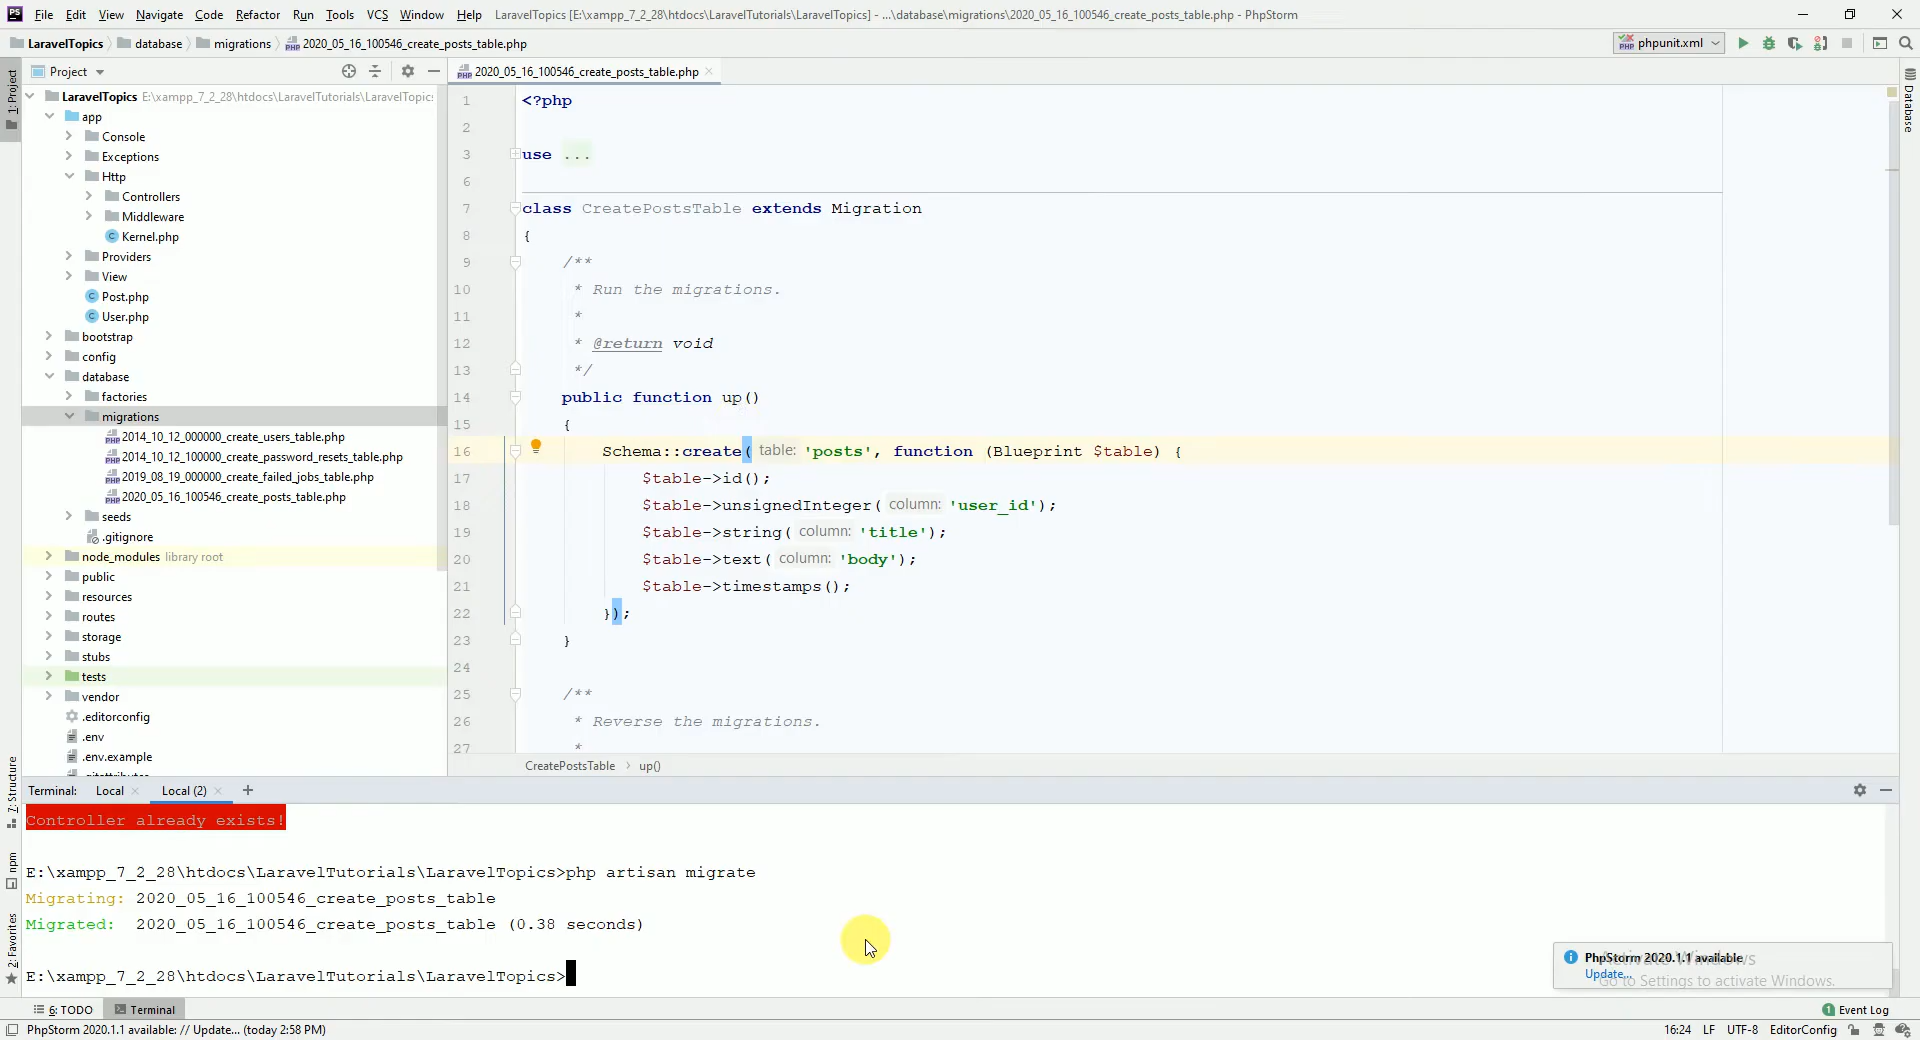 PS File Edit View Navigate Code Refactor Run Tools VCS Window Help LaravelTopics [E:\xampp_7_2_28\htdocs\LaravelTutorials\LaravelTopics] - ...\database\migrations\2020_05_16_100546_create_posts_table.php - PhpStorm
LaravelTopics database migrations 2020_05_16_100546_create_posts_table.php phpunit.xml
Project 2020_05_16_100546_create_posts_table.php
1: Project
Database
LaravelTopics E:\xampp_7_2_28\htdocs\LaravelTutorials\LaravelTopics
app
Console
Exceptions
Http
Controllers
Middleware
Kernel.php
Providers
View
Post.php
User.php
bootstrap
config
database
factories
migrations
2014_10_12_000000_create_users_table.php
2014_10_12_100000_create_password_resets_table.php
2019_08_19_000000_create_failed_jobs_table.php
2020_05_16_100546_create_posts_table.php
seeds
.gitignore
node_modules library root
public
resources
routes
storage
stubs
tests
vendor
.editorconfig
.env
.env.example
.gitattributes
1 <?php
2
3 use ...
6
7 class CreatePostsTable extends Migration
8 {
9 /**
10 * Run the migrations.
11 *
12 * @return void
13 */
14 public function up()
15 {
16 Schema::create( table: 'posts', function (Blueprint $table) {
17 $table->id();
18 $table->unsignedInteger( column: 'user_id');
19 $table->string( column: 'title');
20 $table->text( column: 'body');
21 $table->timestamps();
22 });
23 }
24
25 /**
26 * Reverse the migrations.
27 *
CreatePostsTable › up()
7: Structure
npm
2: Favorites
Terminal: Local × Local (2) × +
Controller already exists!
E:\xampp_7_2_28\htdocs\LaravelTutorials\LaravelTopics>php artisan migrate
Migrating: 2020_05_16_100546_create_posts_table
Migrated: 2020_05_16_100546_create_posts_table (0.38 seconds)
E:\xampp_7_2_28\htdocs\LaravelTutorials\LaravelTopics>
Activate Windows
Go to Settings to activate Windows.
PhpStorm 2020.1.1 available
Update...
6: TODO Terminal 1 Event Log
PhpStorm 2020.1.1 available: // Update... (today 2:58 PM) 16:24 LF UTF-8 EditorConfig